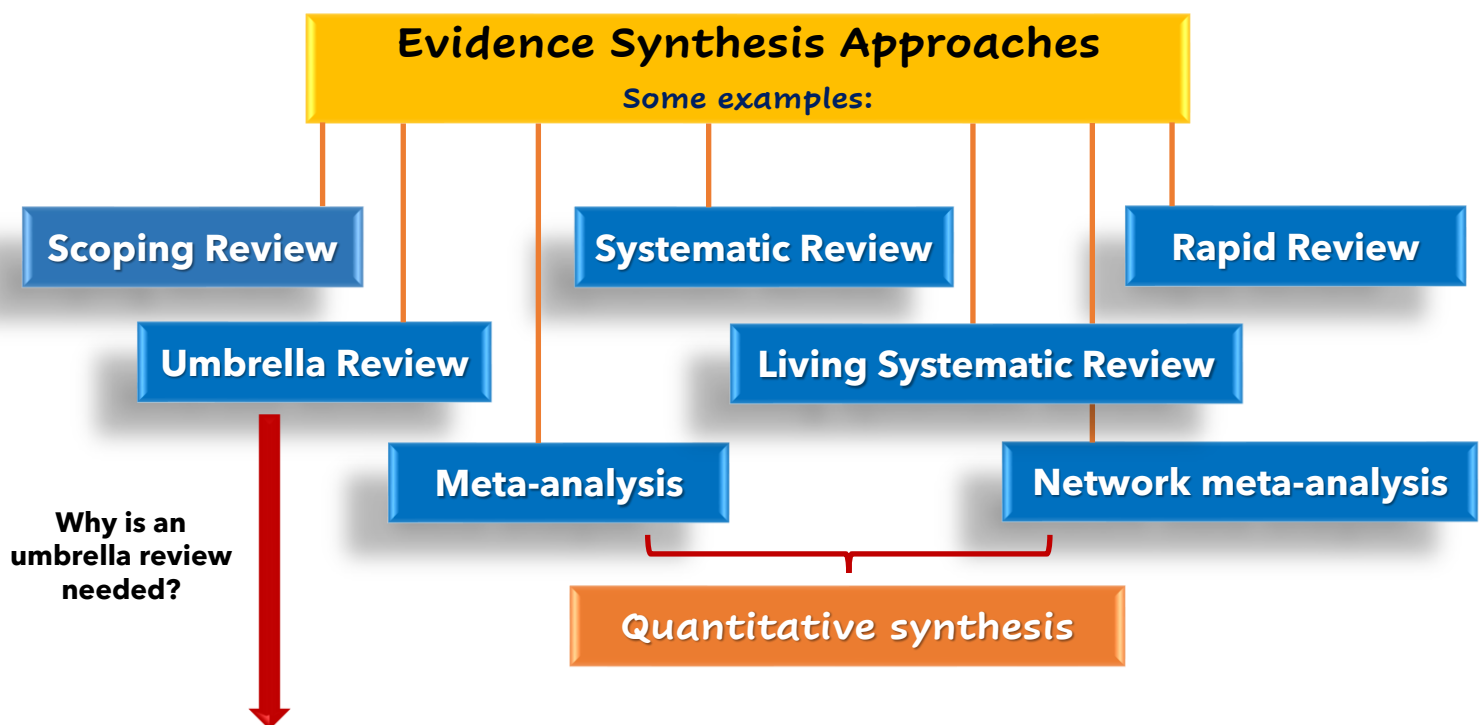 Evidence Synthesis Approaches
Some examples:
Scoping Review
Systematic Review
Rapid Review
Umbrella Review
Living Systematic Review
Meta-analysis
Network meta-analysis
Why is an
umbrella review
needed?
Quantitative synthesis